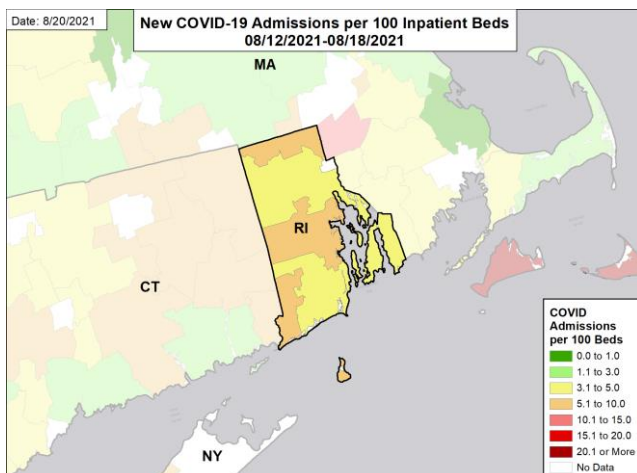 Date: 8/20/2021
New COVID-19 Admissions per 100 Inpatient Beds
08/12/2021-08/18/2021
MA
RI
CT
NY
COVID
Admissions
per 100 Beds
0.0 to 1.0
1.1 to 3.0
3.1 to 5.0
5.1 to 10.0
10.1 to 15.0
15.1 to 20.0
20.1 or More
No Data